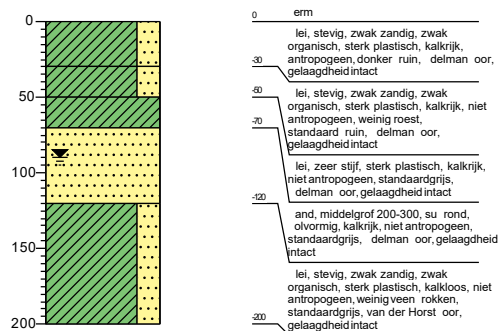 0
50
100
150
200
0 erm
lei, stevig, zwak zandig, zwak
organisch, sterk plastisch, kalkrijk,
antropogeen, donker ruin, delman oor,
gelaagdheid intact
-30
lei, stevig, zwak zandig, zwak
organisch, sterk plastisch, kalkrijk, niet
antropogeen, weinig roest,
standaard ruin, delman oor,
gelaagdheid intact
-50
lei, zeer stijf, sterk plastisch, kalkrijk,
niet antropogeen, standaardgrijs,
delman oor, gelaagdheid intact
-70
and, middelgrof 200-300, su rond,
olvormig, kalkrijk, niet antropogeen,
standaardgrijs, delman oor, gelaagdheid
intact
-120
lei, stevig, zwak zandig, zwak
organisch, sterk plastisch, kalkloos, niet
antropogeen, weinig veen rokken,
standaardgrijs, van der Horst oor,
gelaagdheid intact
-200